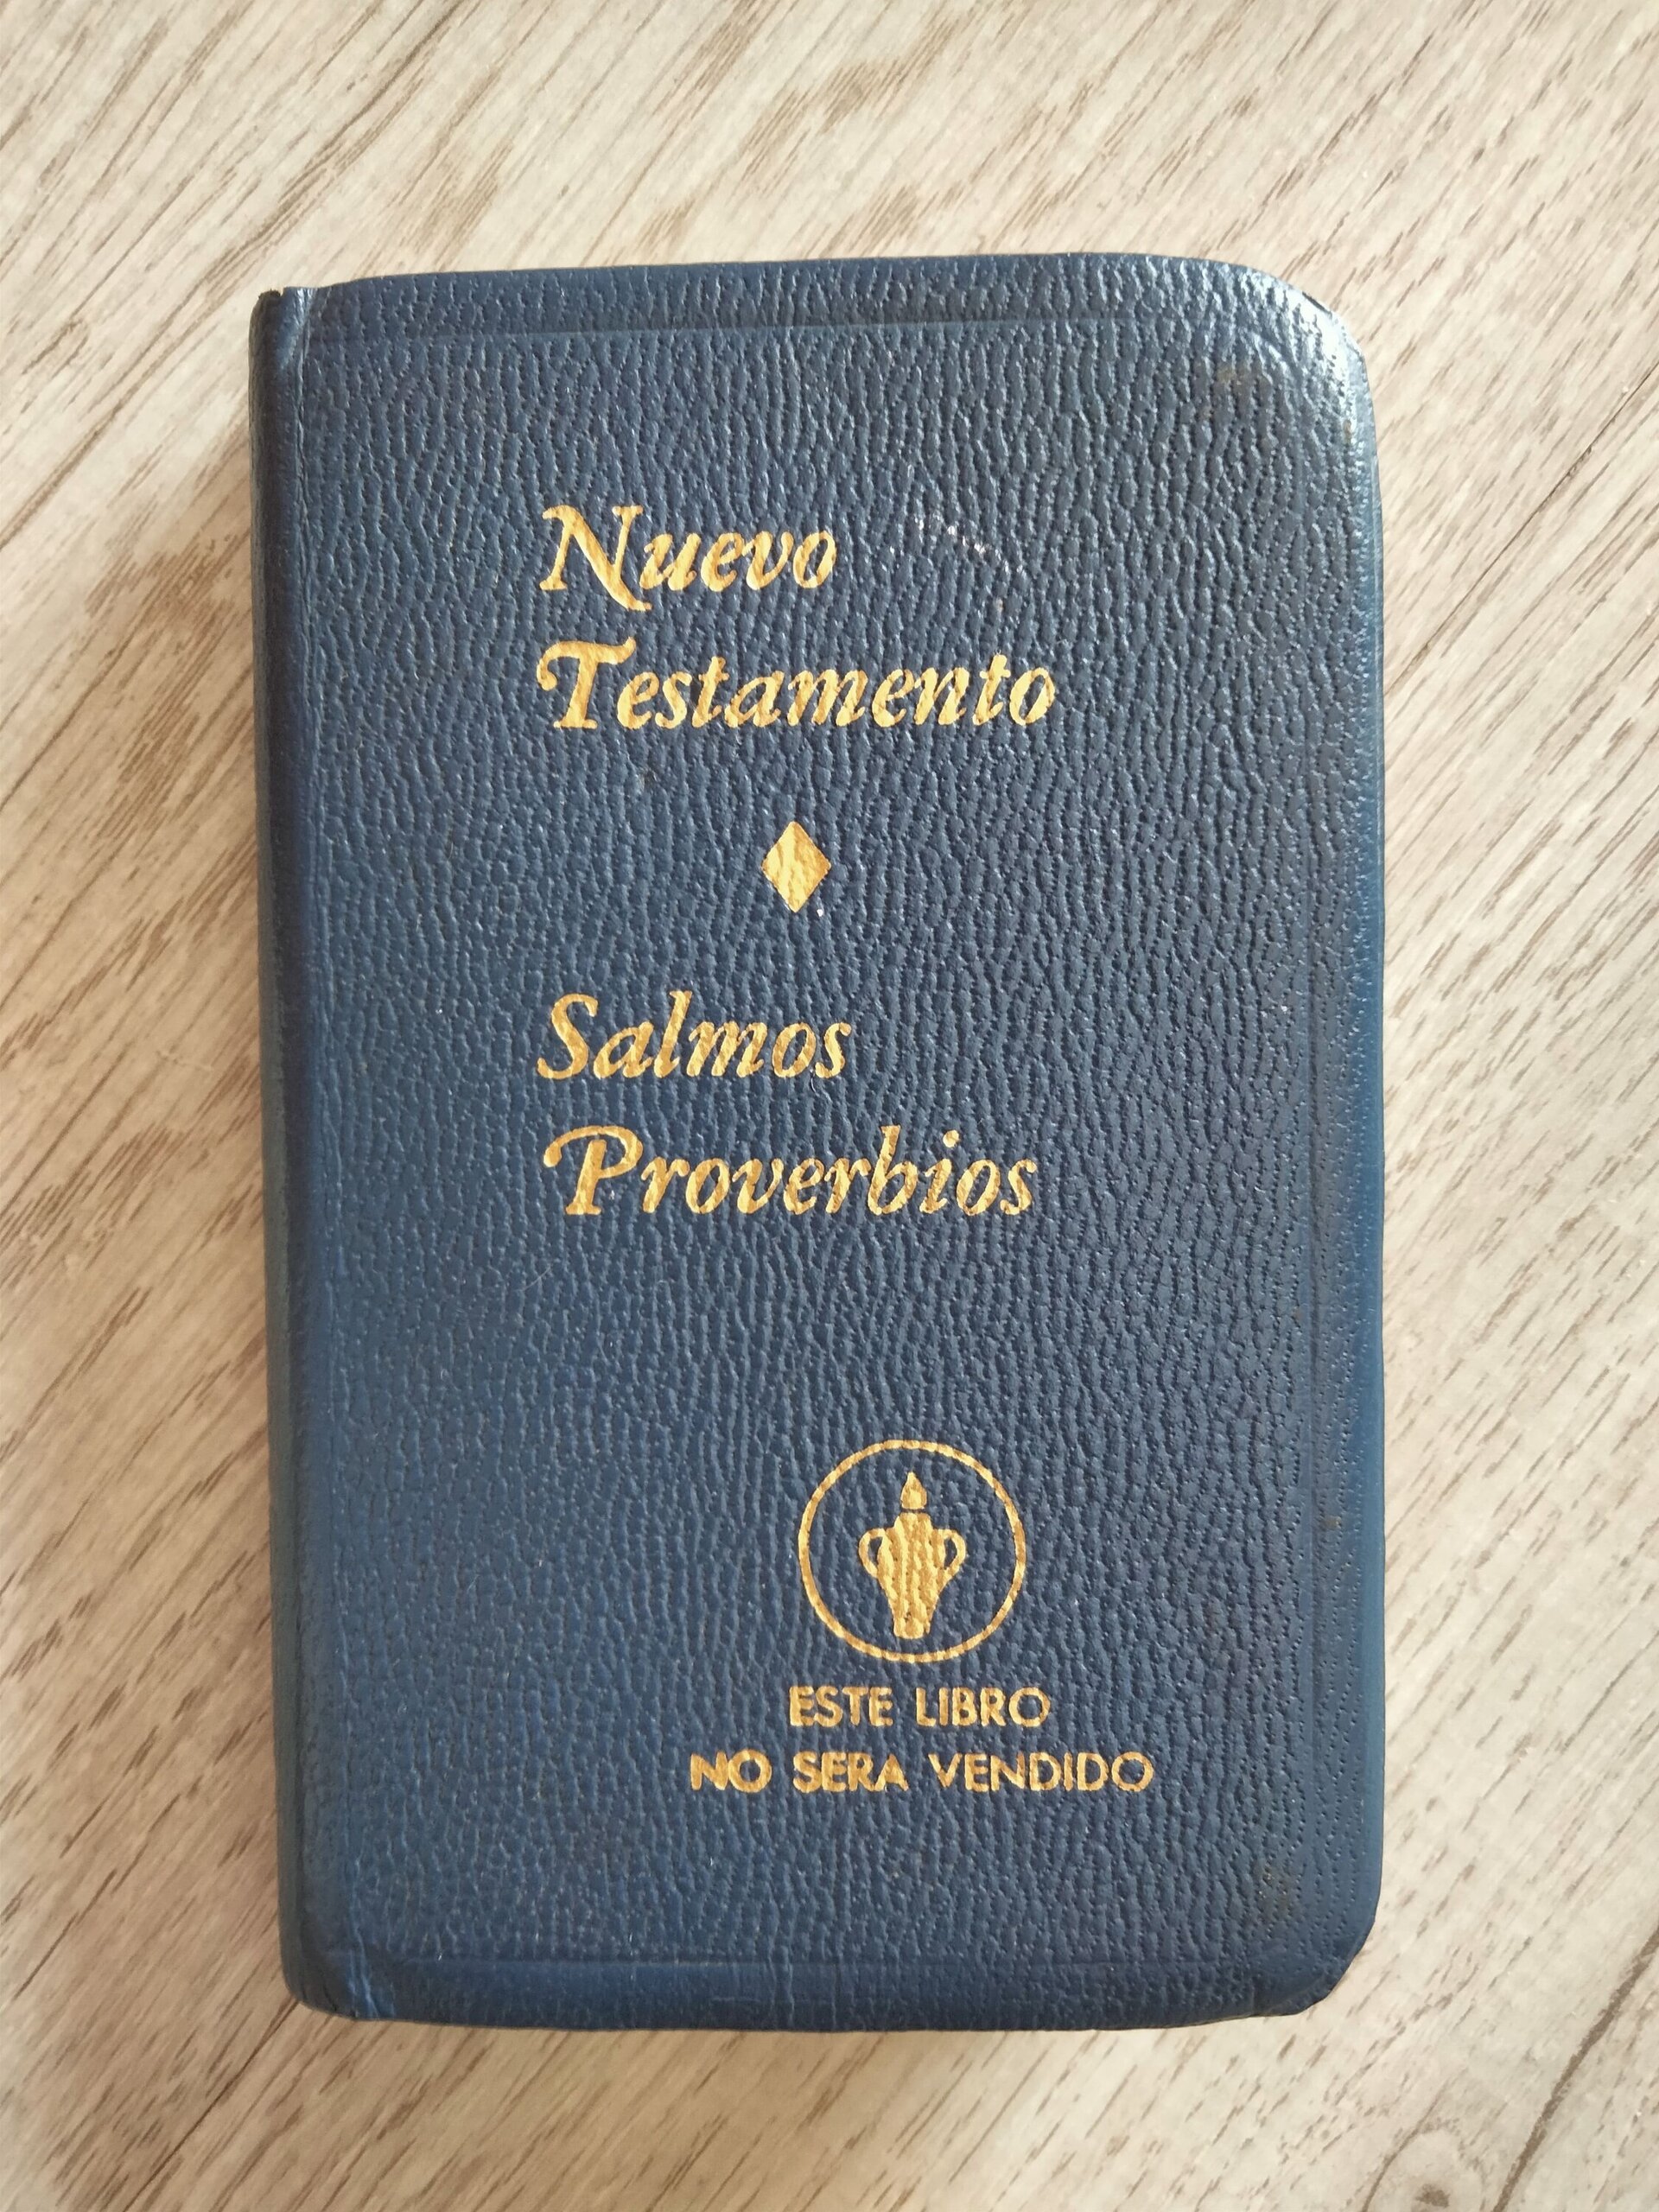 Nuevo
Testamento
Salmos
Proverbios
ESTE LIBRO
NO SERA VENDIDO